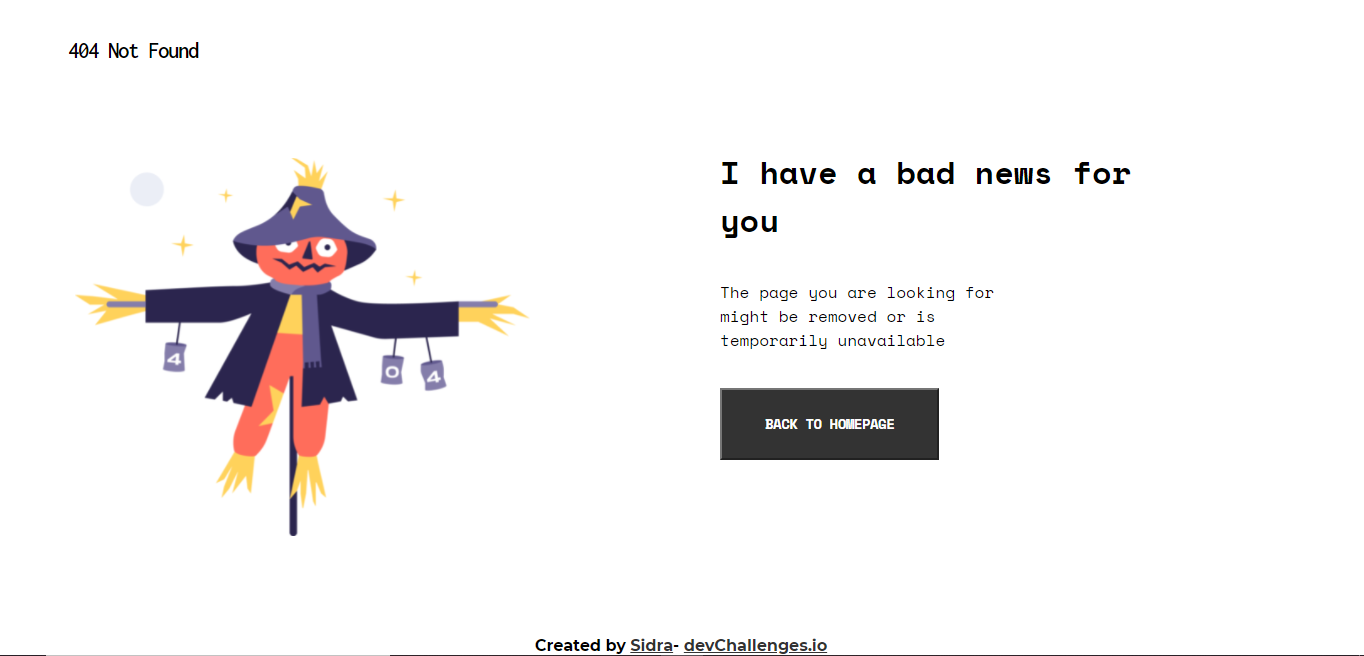 404 Not Found
I have a bad news for
you
The page you are looking for
might be removed or is
temporarily unavailable
4
0
4
BACK TO HOMEPAGE
Created by Sidra- devChallenges.io